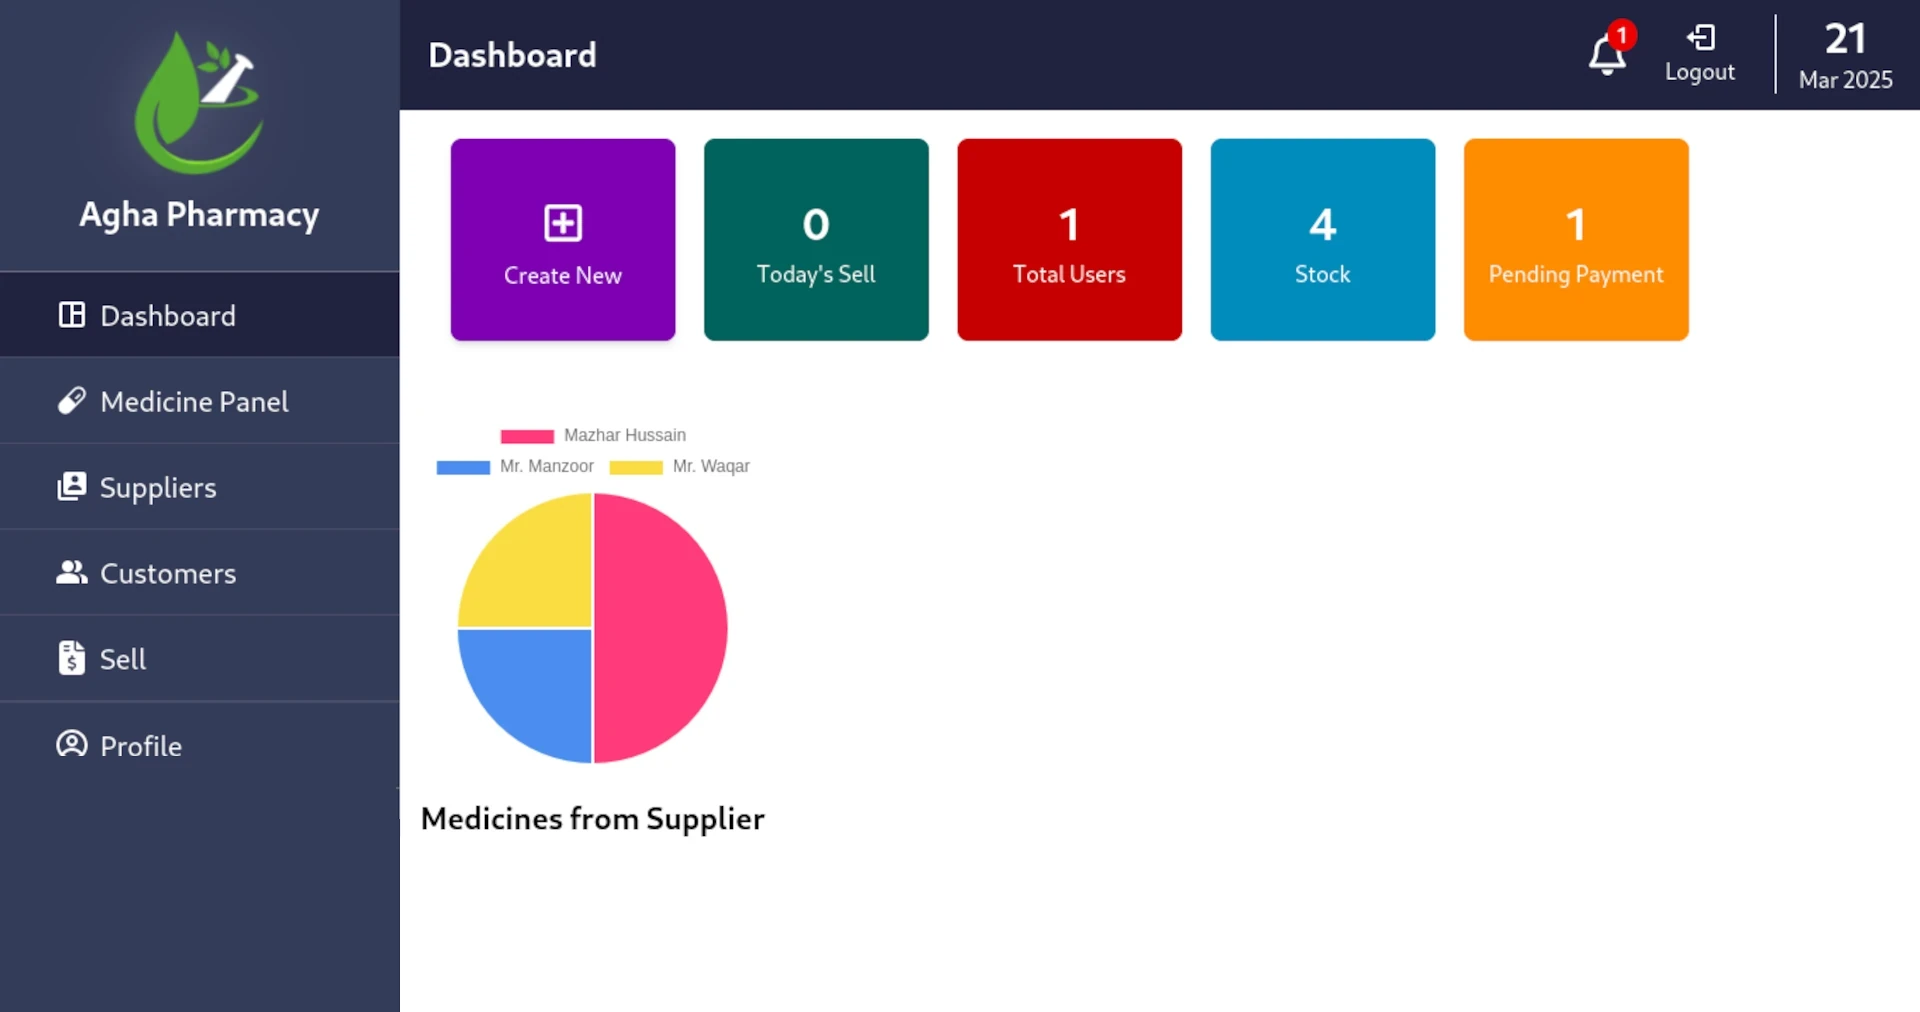 Agha Pharmacy
Dashboard
Medicine Panel
Suppliers
Customers
Sell
Profile
Dashboard
1
Logout
21
Mar 2025
Create New
0
Today's Sell
1
Total Users
4
Stock
1
Pending Payment
Mazhar Hussain
Mr. Manzoor Mr. Waqar
Medicines from Supplier